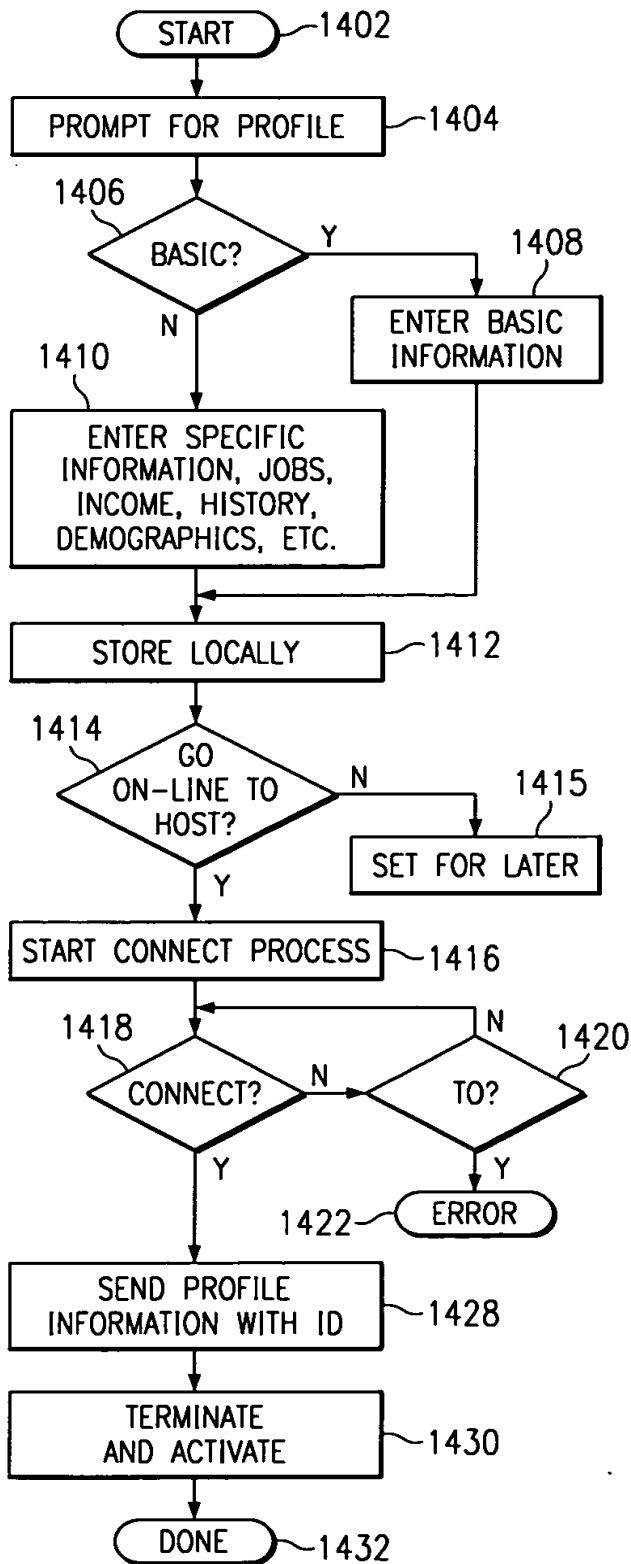 START
1402
PROMPT FOR PROFILE
1404
1406
BASIC?
Y
N
1408
ENTER BASIC
INFORMATION
1410
ENTER SPECIFIC
INFORMATION, JOBS,
INCOME, HISTORY,
DEMOGRAPHICS, ETC.
STORE LOCALLY
1412
1414
GO
ON-LINE TO
HOST?
N
Y
1415
SET FOR LATER
START CONNECT PROCESS
1416
1418
CONNECT?
N
Y
N
1420
TO?
Y
1422
ERROR
SEND PROFILE
INFORMATION WITH ID
1428
TERMINATE
AND ACTIVATE
1430
DONE
1432